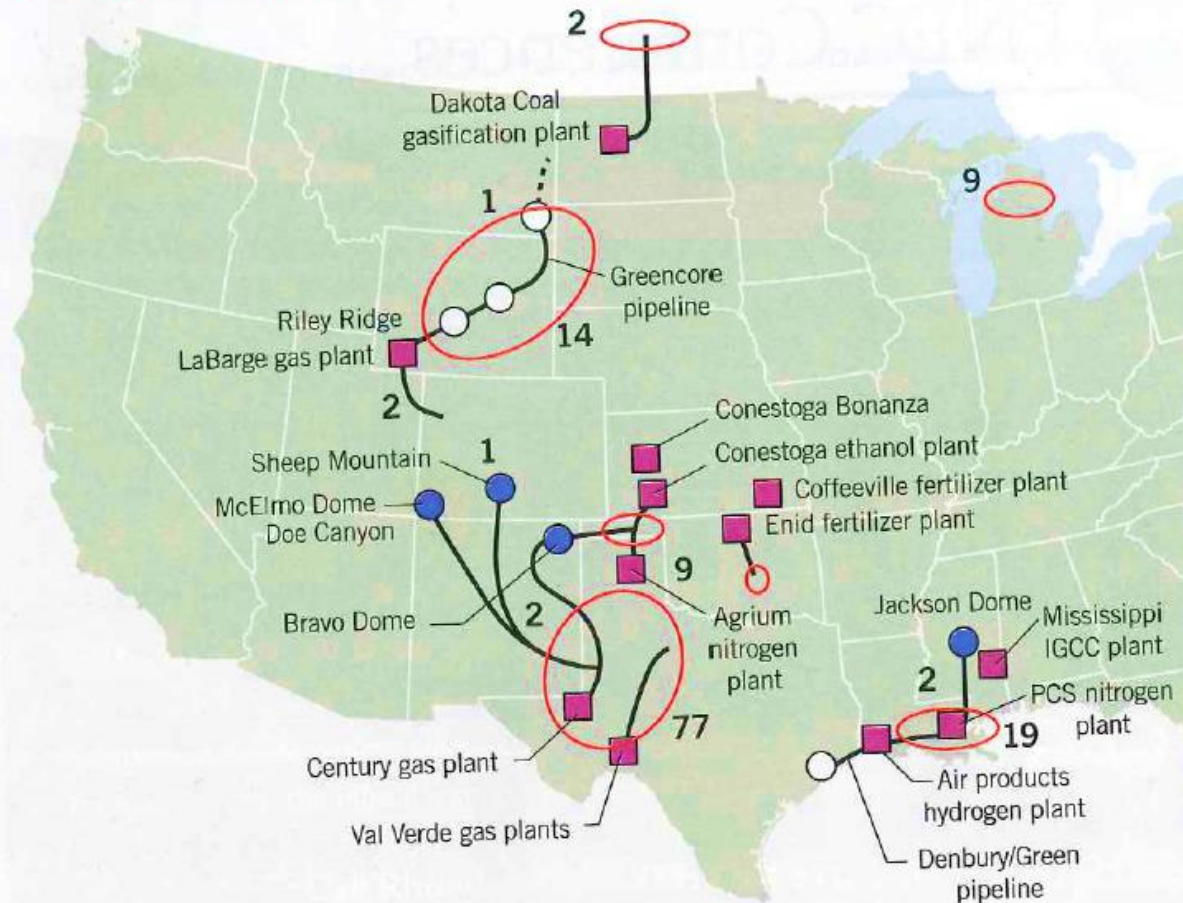 2
Dakota Coal
gasification plant
9
1
Greencore
pipeline
Riley Ridge
14
LaBarge gas plant
2
Conestoga Bonanza
Sheep Mountain
1
Conestoga ethanol plant
McElmo Dome
Doe Canyon
Coffeeville fertilizer plant
Enid fertilizer plant
9
2
Bravo Dome
Agrium
nitrogen
plant
Jackson Dome
Mississippi
IGCC plant
2
PCS nitrogen
plant
77
19
Century gas plant
Air products
hydrogen plant
Val Verde gas plants
Denbury/Green
pipeline